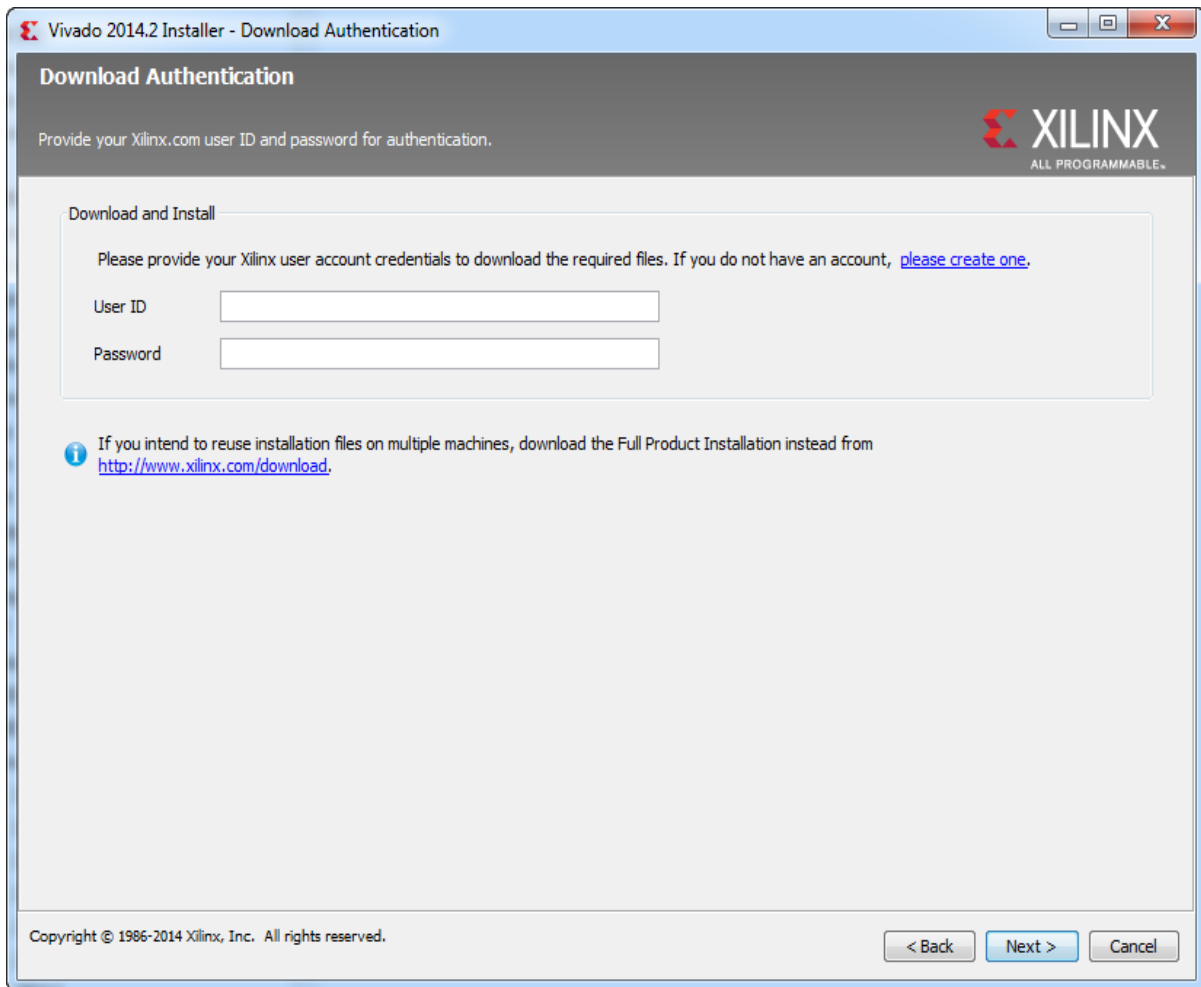 Vivado 2014.2 Installer - Download Authentication
Download Authentication
Provide your Xilinx.com user ID and password for authentication.
XILINX
ALL PROGRAMMABLE™
Download and Install
Please provide your Xilinx user account credentials to download the required files. If you do not have an account, please create one.
User ID
Password
If you intend to reuse installation files on multiple machines, download the Full Product Installation instead from
http://www.xilinx.com/download.
Copyright © 1986-2014 Xilinx, Inc. All rights reserved.
< Back Next > Cancel